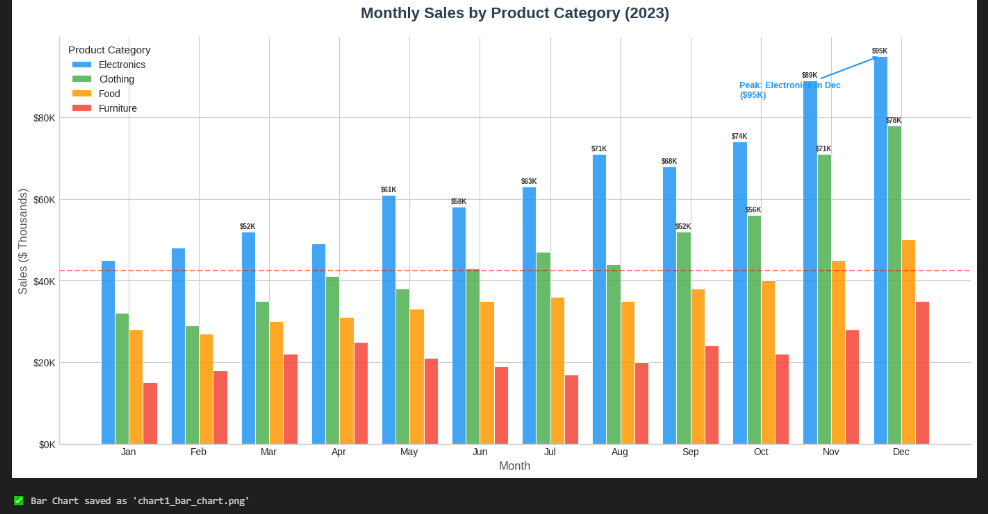 Monthly Sales by Product Category (2023)
Product Category
Electronics
Clothing
Food
Furniture
Peak: Electronics in Dec
($95K)
$52K
$61K
$58K
$63K
$71K
$68K
$52K
$74K
$56K
$89K
$71K
$95K
$78K
Sales ($ Thousands)
$80K
$60K
$40K
$20K
$0K
Jan Feb Mar Apr May Jun Jul Aug Sep Oct Nov Dec
Month
✅ Bar Chart saved as 'chart1_bar_chart.png'